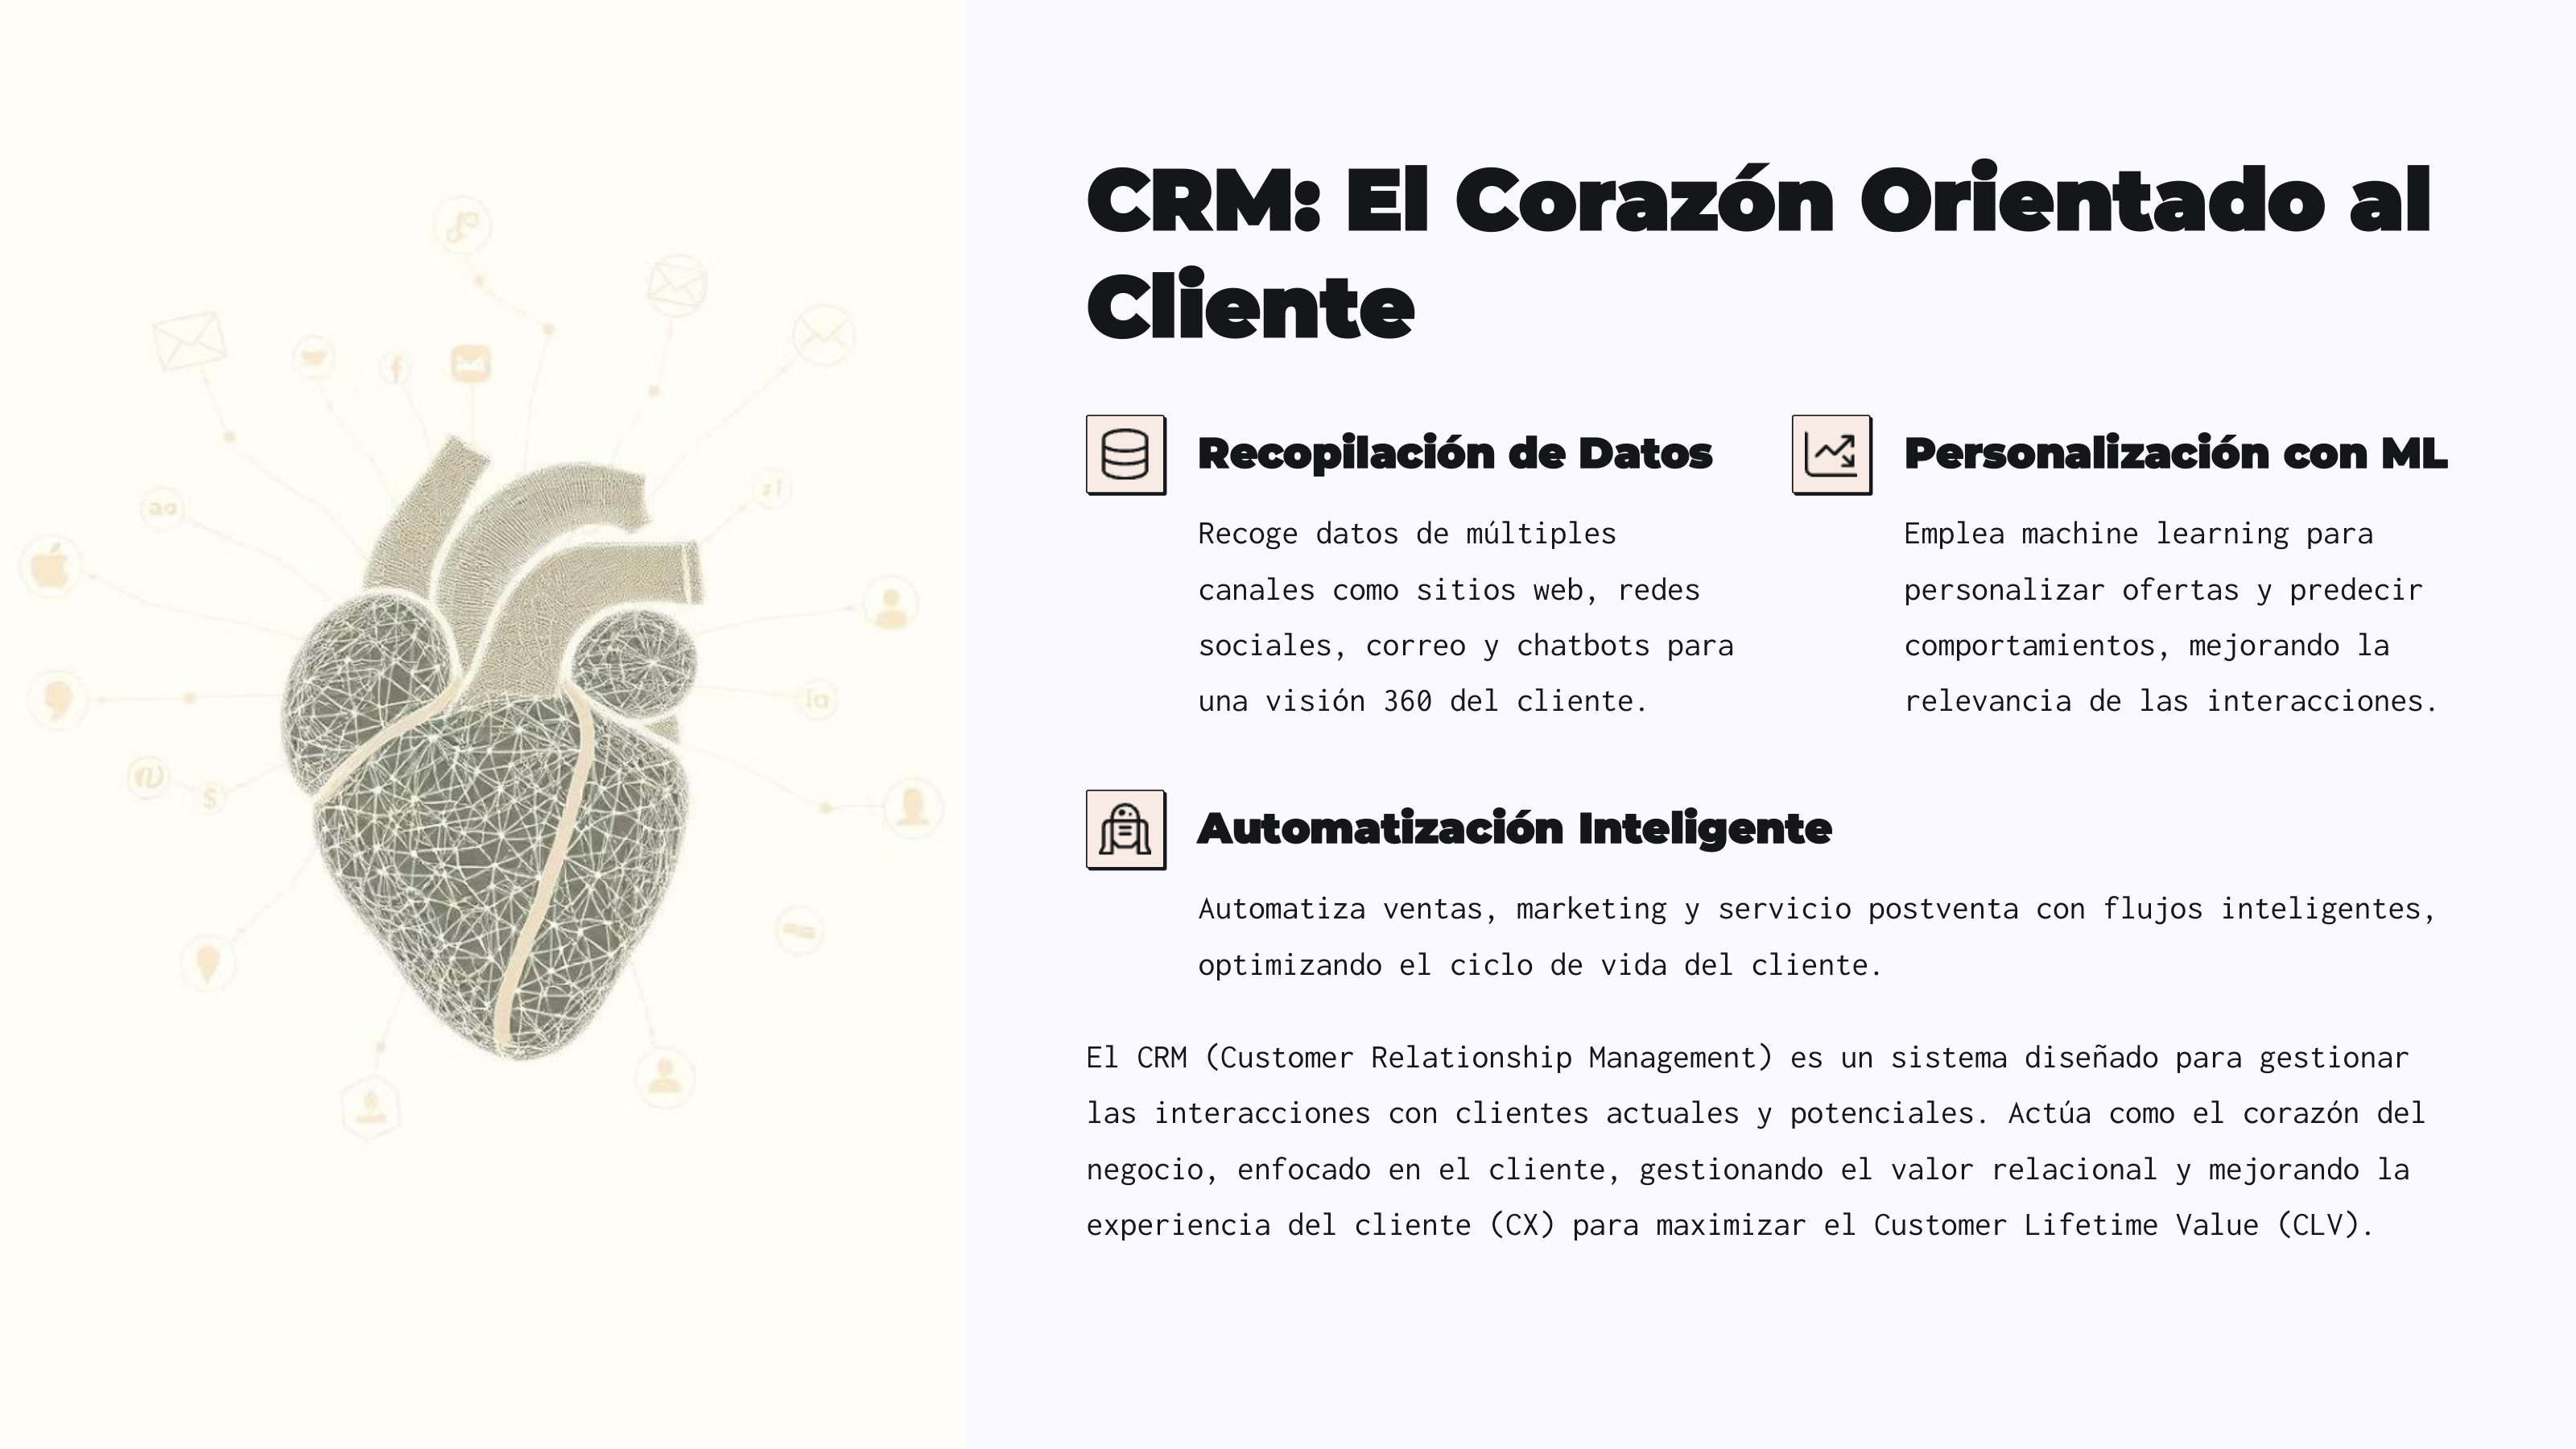 CRM: El Corazón Orientado al
Cliente
Recopilación de Datos
Recoge datos de múltiples
canales como sitios web, redes
sociales, correo y chatbots para
una visión 360 del cliente.
Personalización con ML
Emplea machine learning para
personalizar ofertas y predecir
comportamientos, mejorando la
relevancia de las interacciones.
Automatización Inteligente
Automatiza ventas, marketing y servicio postventa con flujos inteligentes,
optimizando el ciclo de vida del cliente.
El CRM (Customer Relationship Management) es un sistema diseñado para gestionar
las interacciones con clientes actuales y potenciales. Actúa como el corazón del
negocio, enfocado en el cliente, gestionando el valor relacional y mejorando la
experiencia del cliente (CX) para maximizar el Customer Lifetime Value (CLV).